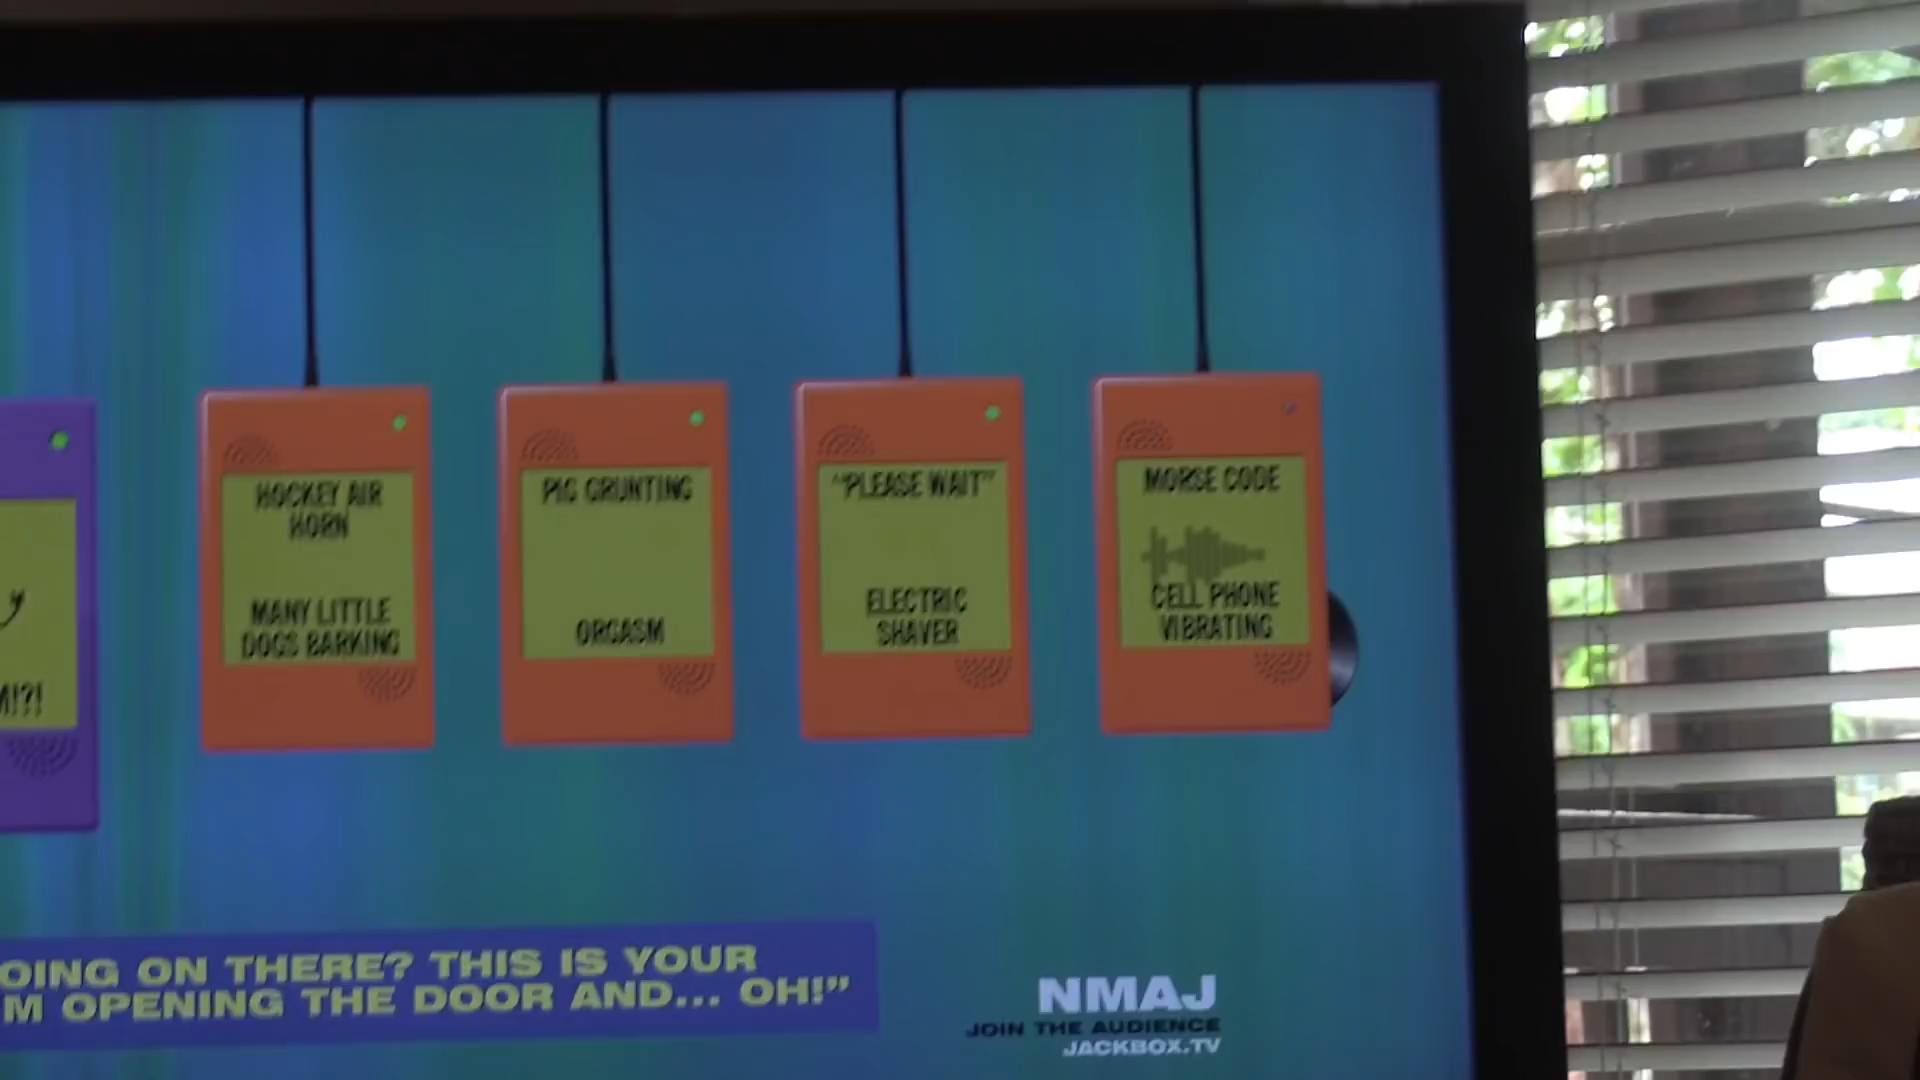 HOCKEY AIR
HORN
MANY LITTLE
DOGS BARKING
PIG GRUNTING
ORGASM
"PLEASE WAIT"
ELECTRIC
SHAVER
MORSE CODE
CELL PHONE
VIBRATING
M!?!
OING ON THERE? THIS IS YOUR
M OPENING THE DOOR AND... OH!”
NMAJ
JOIN THE AUDIENCE
JACKBOX.TV